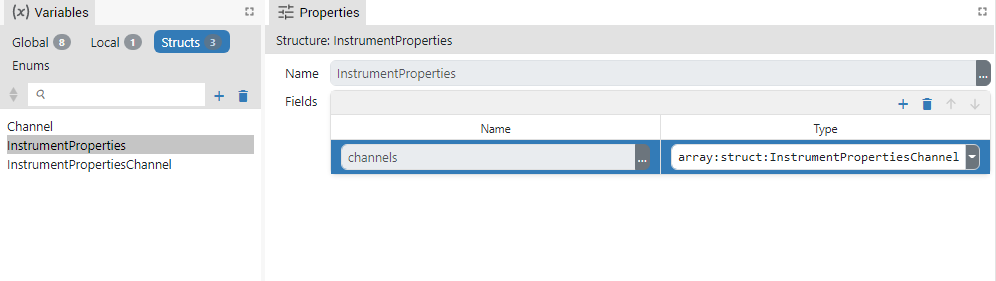 (x) Variables
Global 8 Local 1 Structs 3
Enums
Channel
InstrumentProperties
InstrumentPropertiesChannel
Properties
Structure: InstrumentProperties
Name InstrumentProperties ...
Fields
Name Type
channels ... array:struct:InstrumentPropertiesChannel